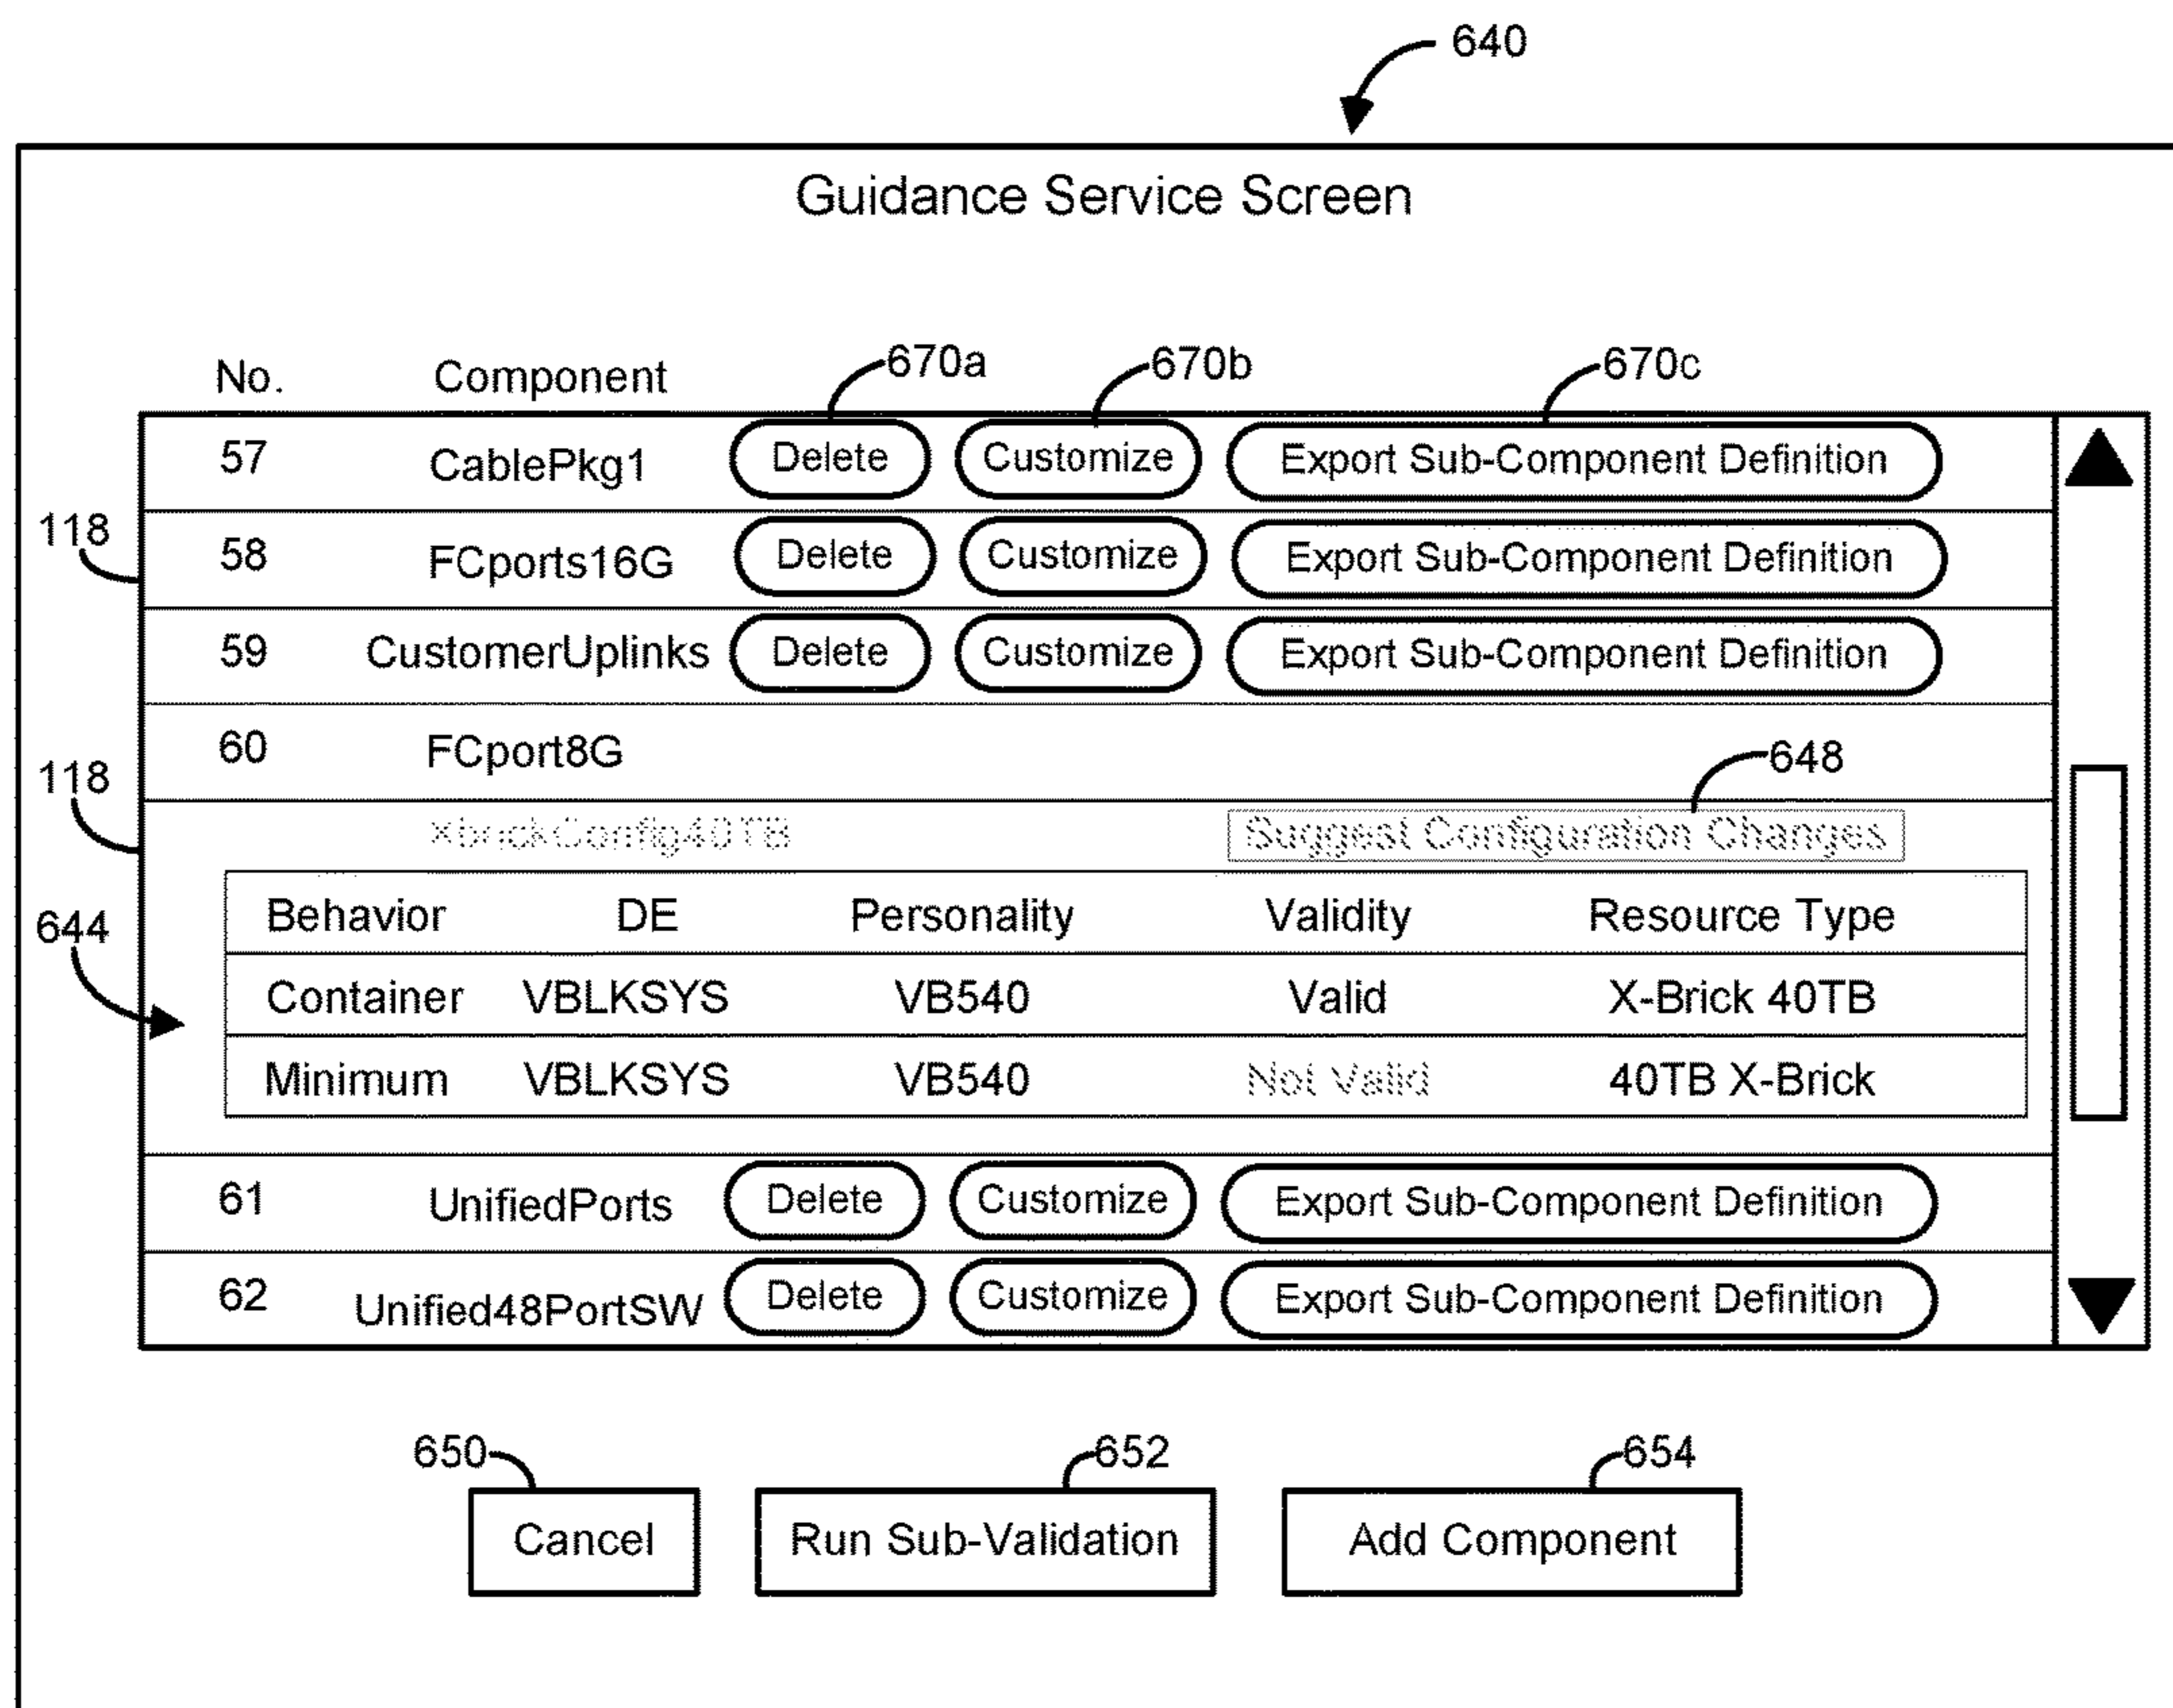 640
Guidance Service Screen
No. Component 670a 670b 670c
57 CablePkg1 Delete Customize Export Sub-Component Definition
118
58 FCports16G Delete Customize Export Sub-Component Definition
59 CustomerUplinks Delete Customize Export Sub-Component Definition
60 FCport8G
648
118
XbrickConfig40TB Suggest Configuration Changes
644
Behavior DE Personality Validity Resource Type
Container VBLKSYS VB540 Valid X-Brick 40TB
Minimum VBLKSYS VB540 Not Valid 40TB X-Brick
61 UnifiedPorts Delete Customize Export Sub-Component Definition
62 Unified48PortSW Delete Customize Export Sub-Component Definition
650 652 654
Cancel Run Sub-Validation Add Component